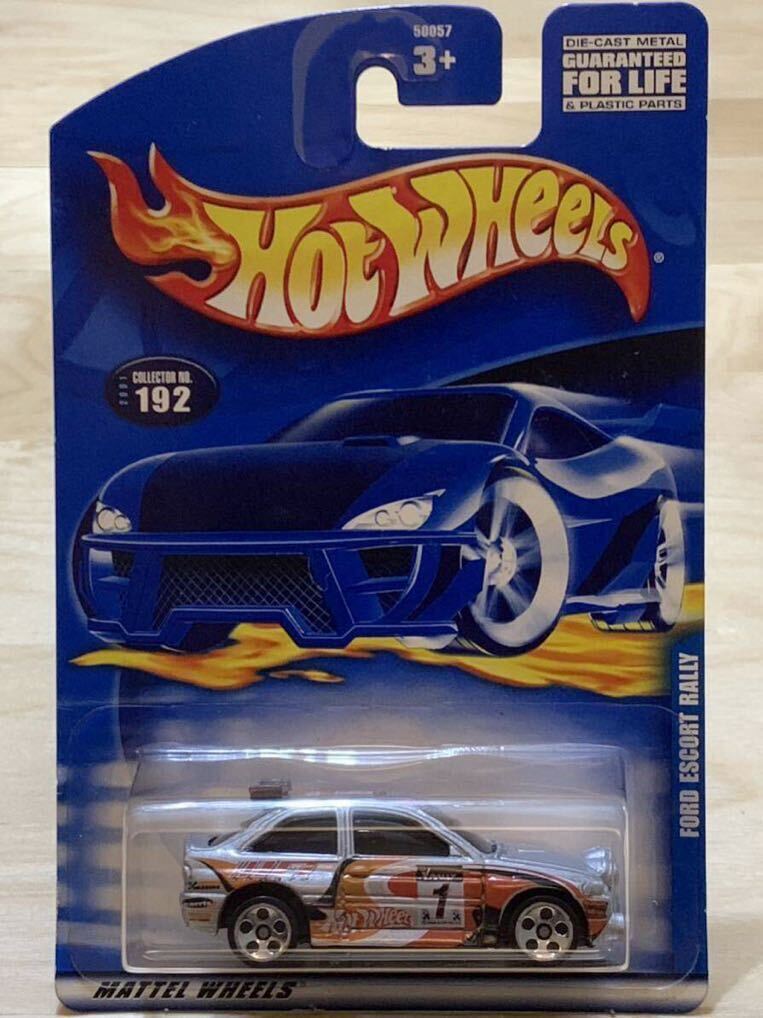 50057
3+
DIE-CAST METAL
GUARANTEED
FOR LIFE
& PLASTIC PARTS
HOT WHEELS
®
2001
COLLECTOR NO.
192
FORD ESCORT RALLY
1
HOT WHEELS
MATTEL WHEELS